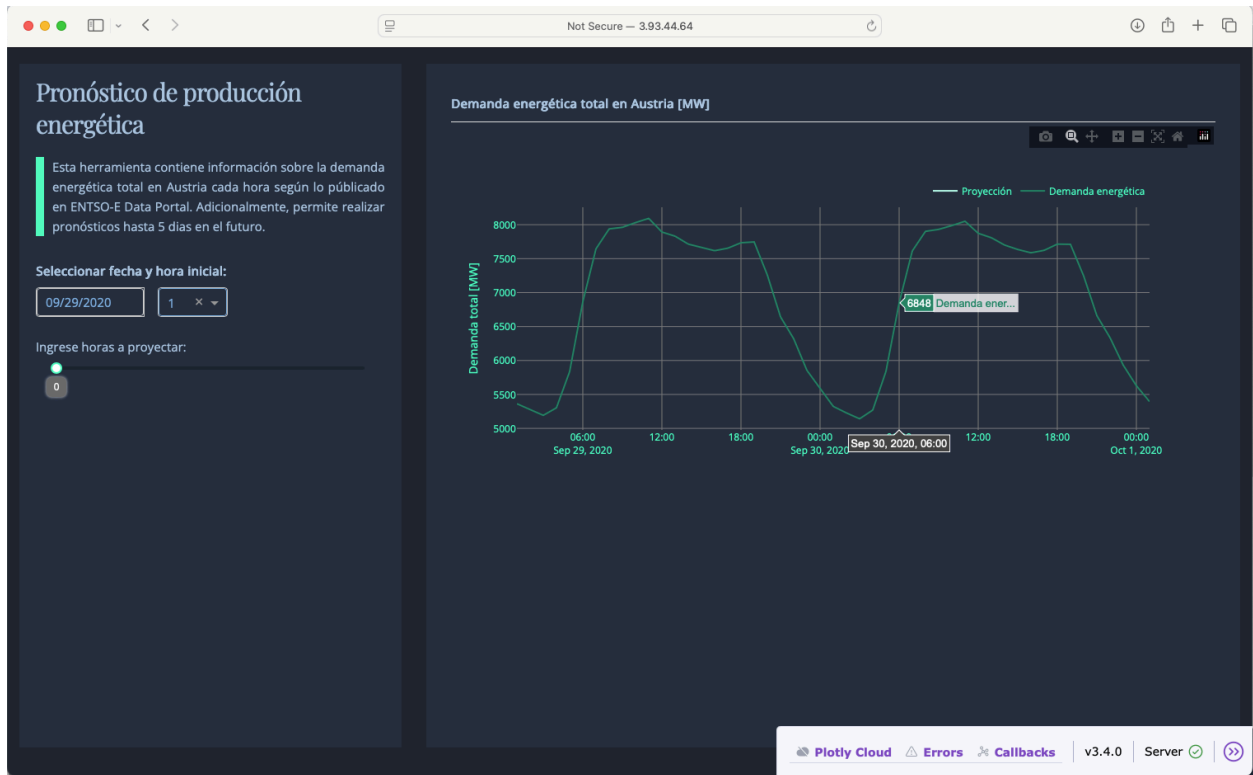 Not Secure — 3.93.44.64
Pronóstico de producción
energética
Esta herramienta contiene información sobre la demanda
energética total en Austria cada hora según lo públicado
en ENTSO-E Data Portal. Adicionalmente, permite realizar
pronósticos hasta 5 dias en el futuro.
Seleccionar fecha y hora inicial:
09/29/2020 1
Ingrese horas a proyectar:
0
Demanda energética total en Austria [MW]
Proyección Demanda energética
Demanda total [MW]
8000
7500
7000
6500
6000
5500
5000
6848 Demanda ener...
06:00 12:00 18:00 00:00 12:00 18:00 00:00
Sep 29, 2020 Sep 30, 2020 Oct 1, 2020
Sep 30, 2020, 06:00
Plotly Cloud Errors Callbacks v3.4.0 Server